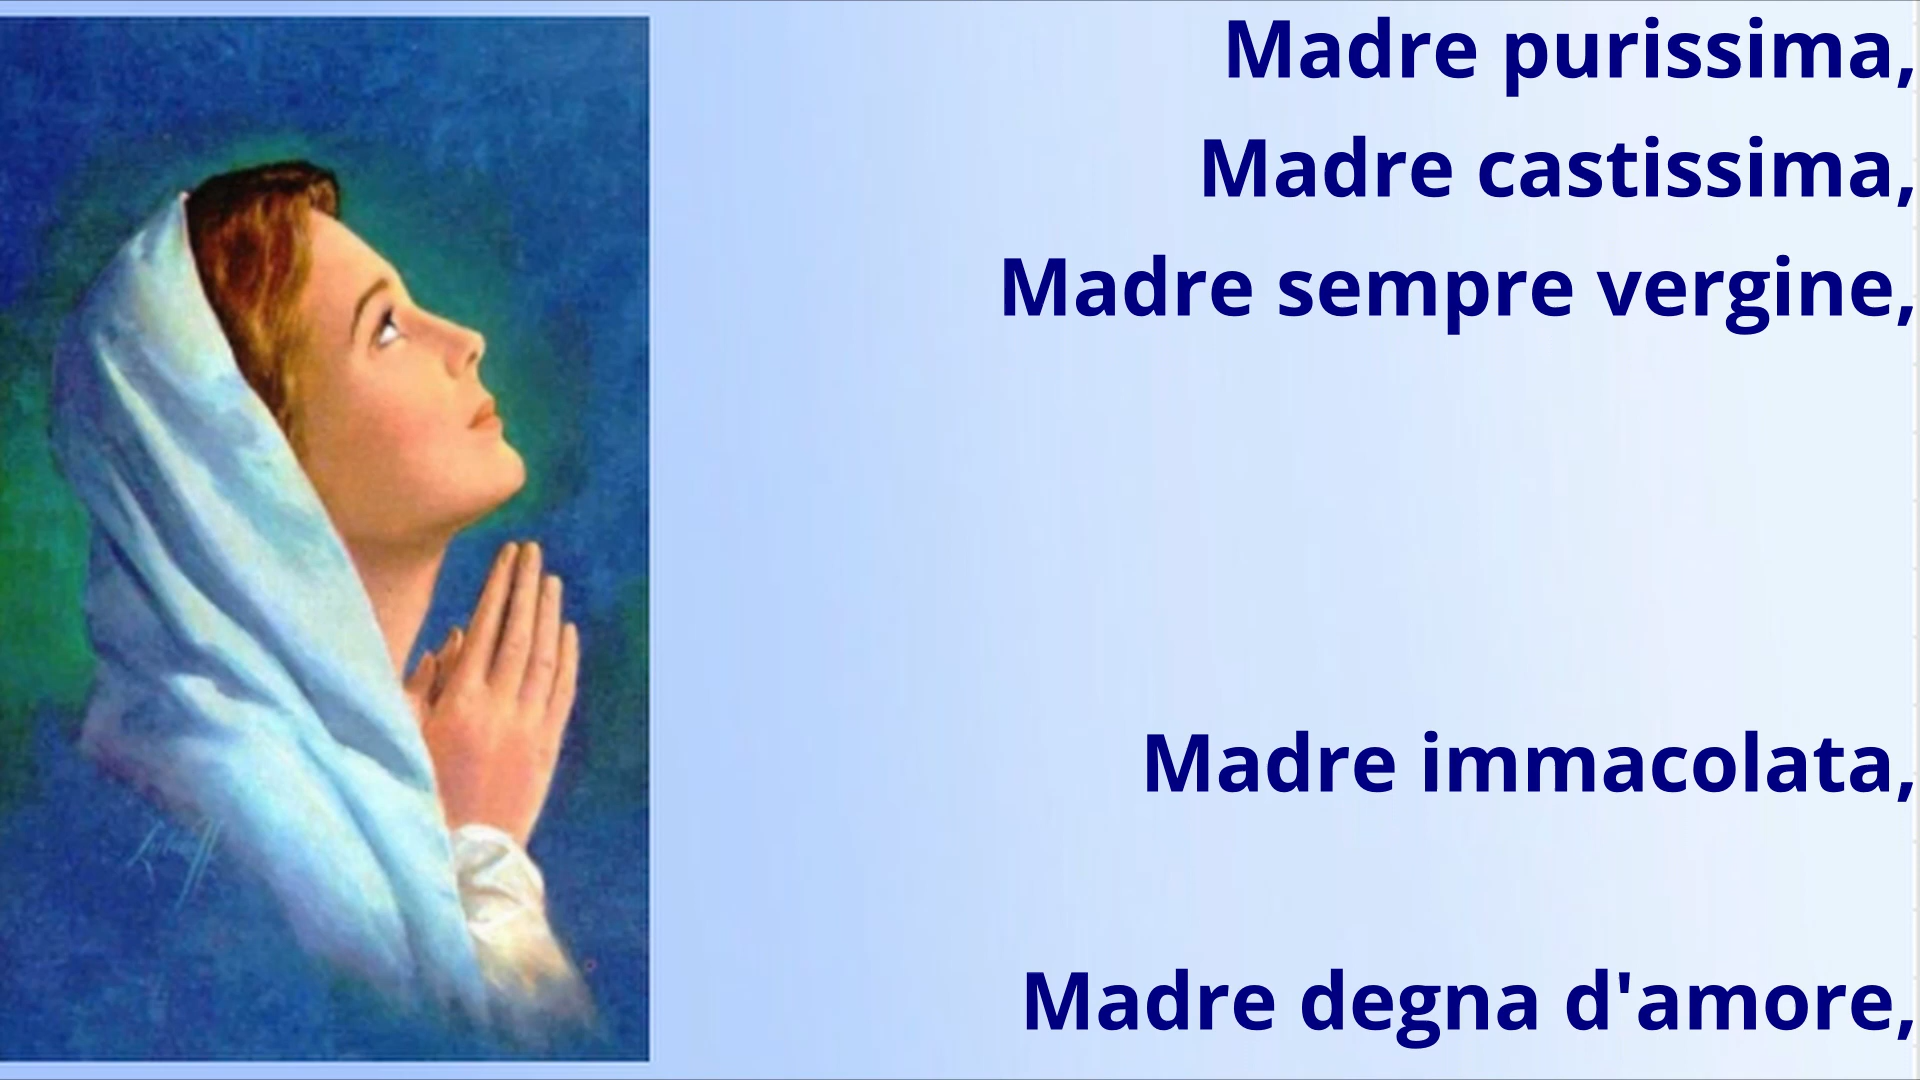 Madre purissima,
Madre castissima,
Madre sempre vergine,
Madre immacolata,
Madre degna d'amore,